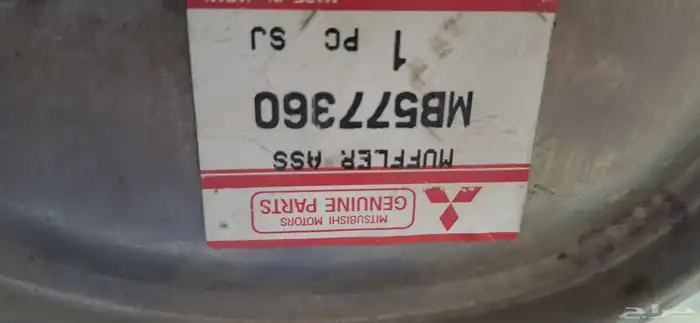 MITSUBISHI MOTORS
GENUINE PARTS
MUFFLER ASS
MB577360
1 PC SJ
حراج